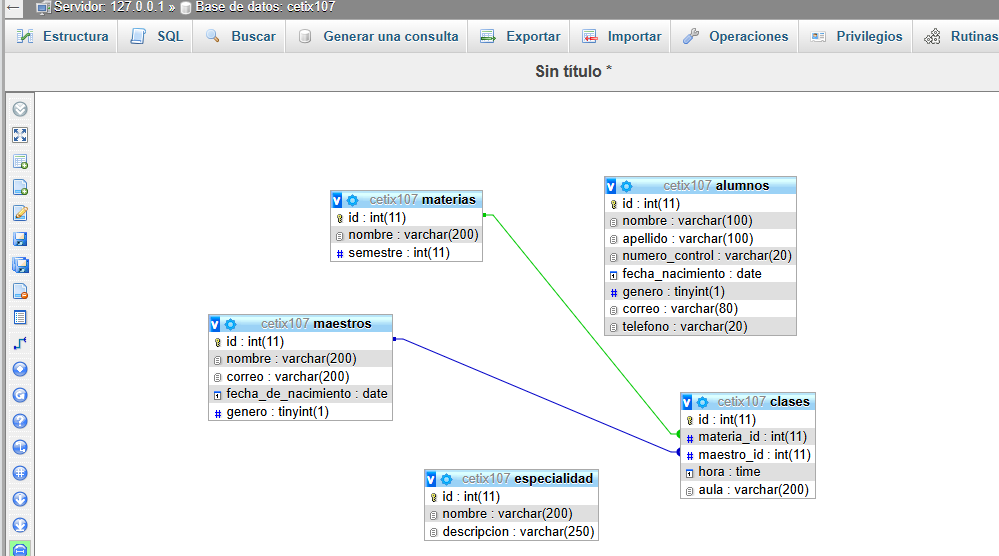 Servidor: 127.0.0.1 » Base de datos: cetix107
Estructura SQL Buscar Generar una consulta Exportar Importar Operaciones Privilegios Rutinas
Sin título *
cetix107 materias
id : int(11)
nombre : varchar(200)
semestre : int(11)
cetix107 alumnos
id : int(11)
nombre : varchar(100)
apellido : varchar(100)
numero_control : varchar(20)
fecha_nacimiento : date
genero : tinyint(1)
correo : varchar(80)
telefono : varchar(20)
cetix107 maestros
id : int(11)
nombre : varchar(200)
correo : varchar(200)
fecha_de_nacimiento : date
genero : tinyint(1)
cetix107 clases
id : int(11)
materia_id : int(11)
maestro_id : int(11)
hora : time
aula : varchar(200)
cetix107 especialidad
id : int(11)
nombre : varchar(200)
descripcion : varchar(250)